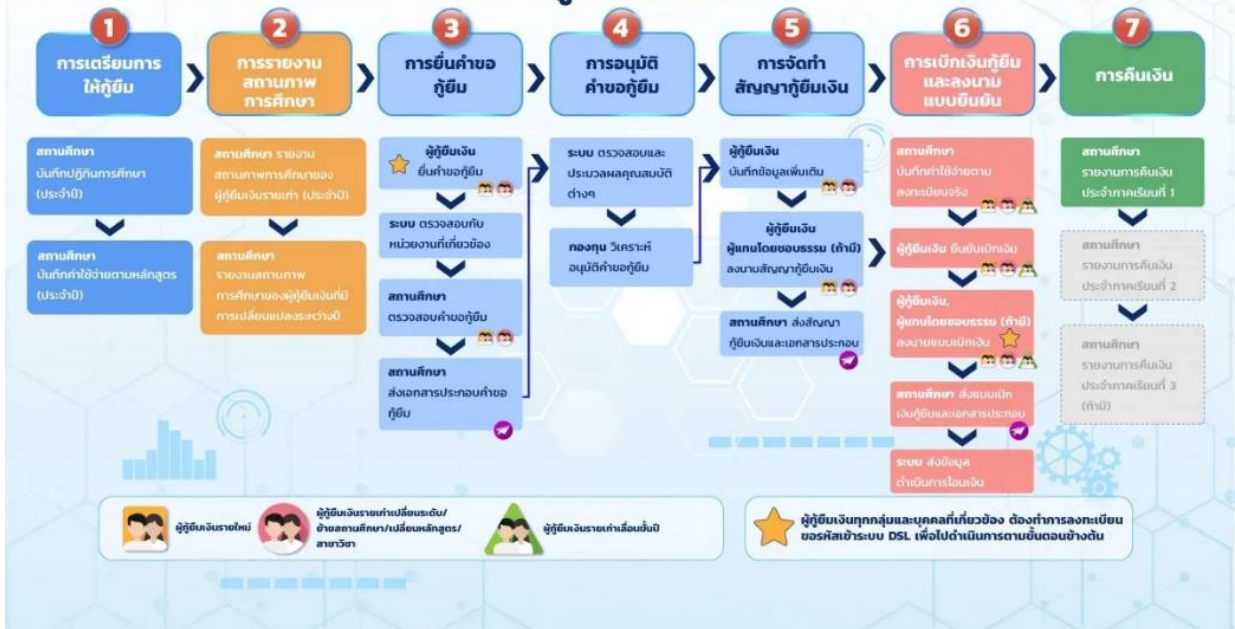 1
การเตรียมการ
ให้กู้ยืม
2
การรายงาน
สถานภาพ
การศึกษา
3
การยื่นคำขอ
กู้ยืม
4
การอนุมัติ
คำขอกู้ยืม
5
การจัดทำ
สัญญากู้ยืมเงิน
6
การเบิกเงินกู้ยืม
และลงนาม
แบบยืนยัน
7
การคืนเงิน
สถานศึกษา
บันทึกปฏิทินการศึกษา
(ประจำปี)
สถานศึกษา
บันทึกค่าใช้จ่ายตามหลักสูตร
(ประจำปี)
สถานศึกษา รายงาน
สถานภาพการศึกษาของ
ผู้กู้ยืมเงินรายเก่า (ประจำปี)
สถานศึกษา
รายงานสถานภาพ
การศึกษาของผู้กู้ยืมเงินที่มี
การเปลี่ยนแปลงระหว่างปี
ผู้กู้ยืมเงิน
ยื่นคำขอกู้ยืม
ระบบ ตรวจสอบกับ
หน่วยงานที่เกี่ยวข้อง
สถานศึกษา
ตรวจสอบคำขอกู้ยืม
สถานศึกษา
ส่งเอกสารประกอบคำขอ
กู้ยืม
ระบบ ตรวจสอบและ
ประมวลผลคุณสมบัติ
ต่างๆ
กองทุน วิเคราะห์
อนุมัติคำขอกู้ยืม
ผู้กู้ยืมเงิน
บันทึกข้อมูลเพิ่มเติม
ผู้กู้ยืมเงิน
ผู้แทนโดยชอบธรรม (ถ้ามี)
ลงนามสัญญากู้ยืมเงิน
สถานศึกษา ส่งสัญญา
กู้ยืมเงินและเอกสารประกอบ
สถานศึกษา
บันทึกค่าใช้จ่ายตาม
ลงทะเบียนจริง
ผู้กู้ยืมเงิน ยืนยันเบิกเงิน
ผู้กู้ยืมเงิน,
ผู้แทนโดยชอบธรรม (ถ้ามี)
ลงนายแบบเบิกเงิน
สถานศึกษา ส่งแบบเบิก
เงินกู้ยืมและเอกสารประกอบ
ระบบ ส่งข้อมูล
ดำเนินการโอนเงิน
สถานศึกษา
รายงานการคืนเงิน
ประจำภาคเรียนที่ 1
สถานศึกษา
รายงานการคืนเงิน
ประจำภาคเรียนที่ 2
สถานศึกษา
รายงานการคืนเงิน
ประจำภาคเรียนที่ 3
(ถ้ามี)
ผู้กู้ยืมเงินรายใหม่
ผู้กู้ยืมเงินรายเก่าเปลี่ยนระดับ/
ย้ายสถานศึกษา/เปลี่ยนหลักสูตร/
สาขาวิชา
ผู้กู้ยืมเงินรายเก่าเลื่อนชั้นปี
ผู้กู้ยืมเงินทุกกลุ่มและบุคคลที่เกี่ยวข้อง ต้องทำการลงทะเบียน
ขอรหัสเข้าระบบ DSL เพื่อไปดำเนินการตามขั้นตอนข้างต้น